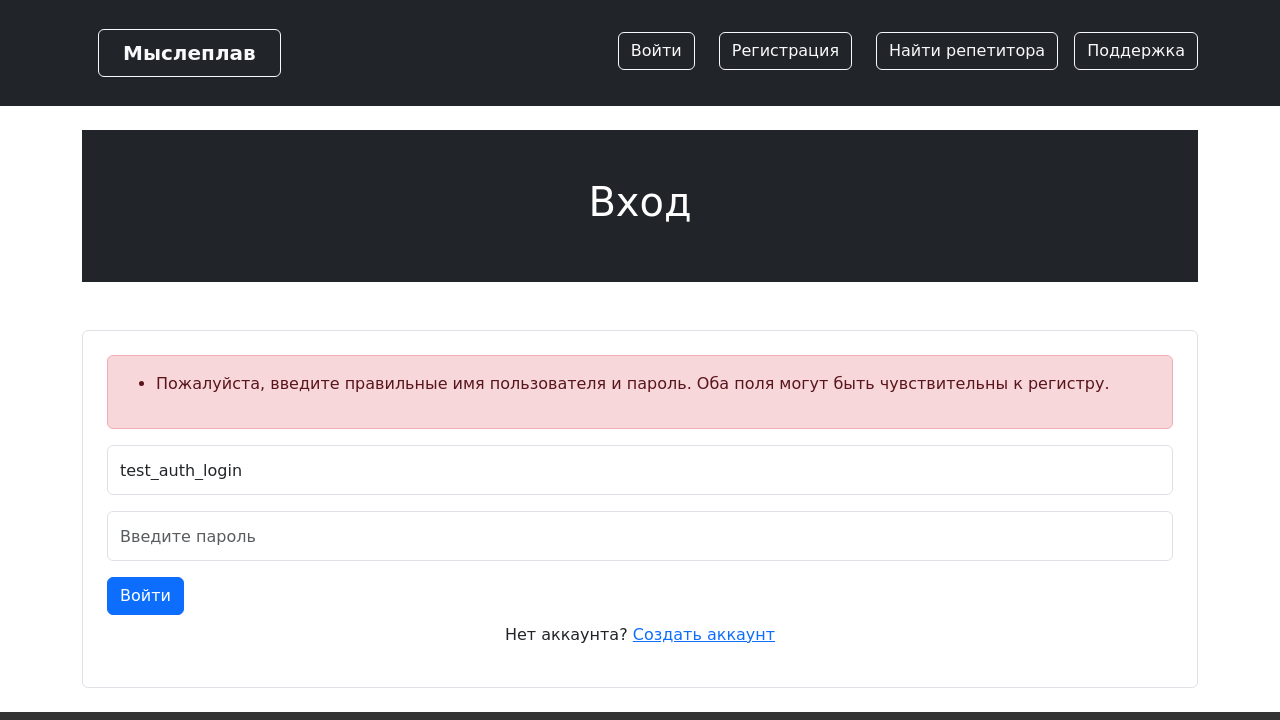 Мыслеплав
Войти
Регистрация
Найти репетитора
Поддержка
Вход
Пожалуйста, введите правильные имя пользователя и пароль. Оба поля могут быть чувствительны к регистру.
test_auth_login
Введите пароль
Войти
Нет аккаунта? Создать аккаунт